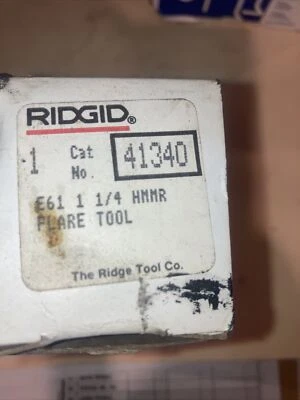 RIDGID®
1 Cat No. 41340
E61 1 1/4 HMMR
FLARE TOOL
The Ridge Tool Co.